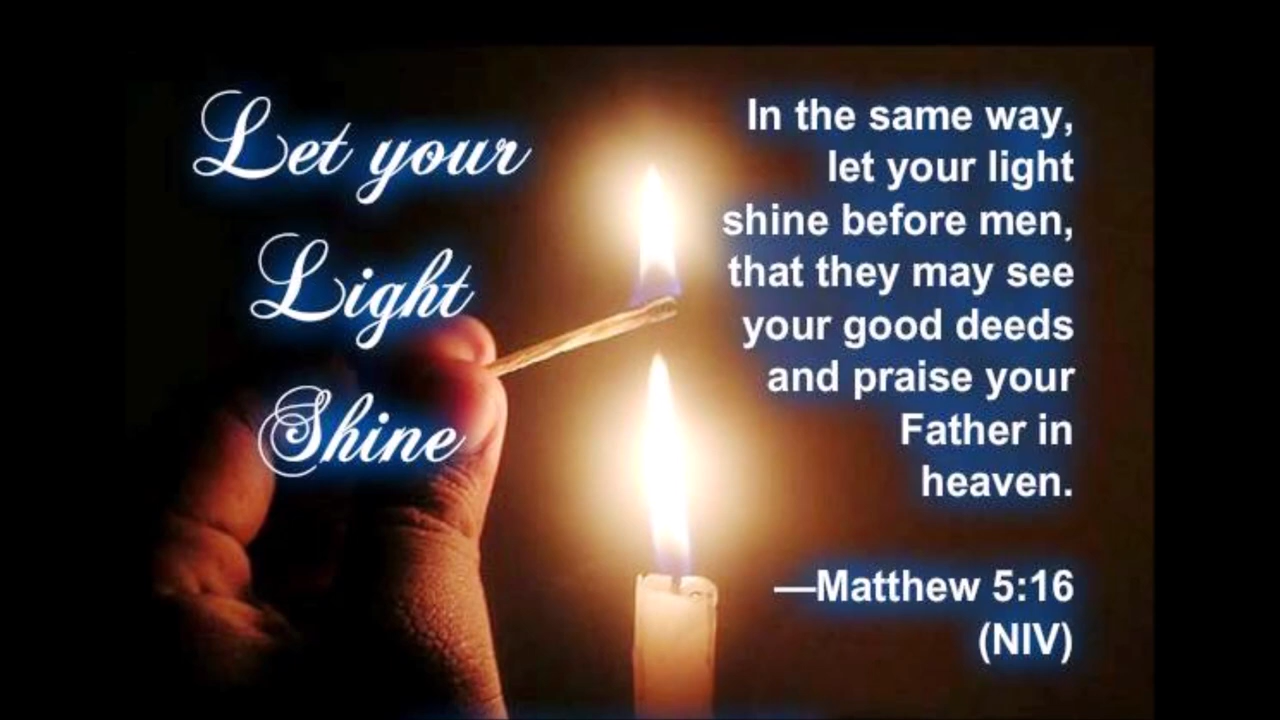 Let your
Light
Shine
In the same way,
let your light
shine before men,
that they may see
your good deeds
and praise your
Father in
heaven.
—Matthew 5:16
(NIV)